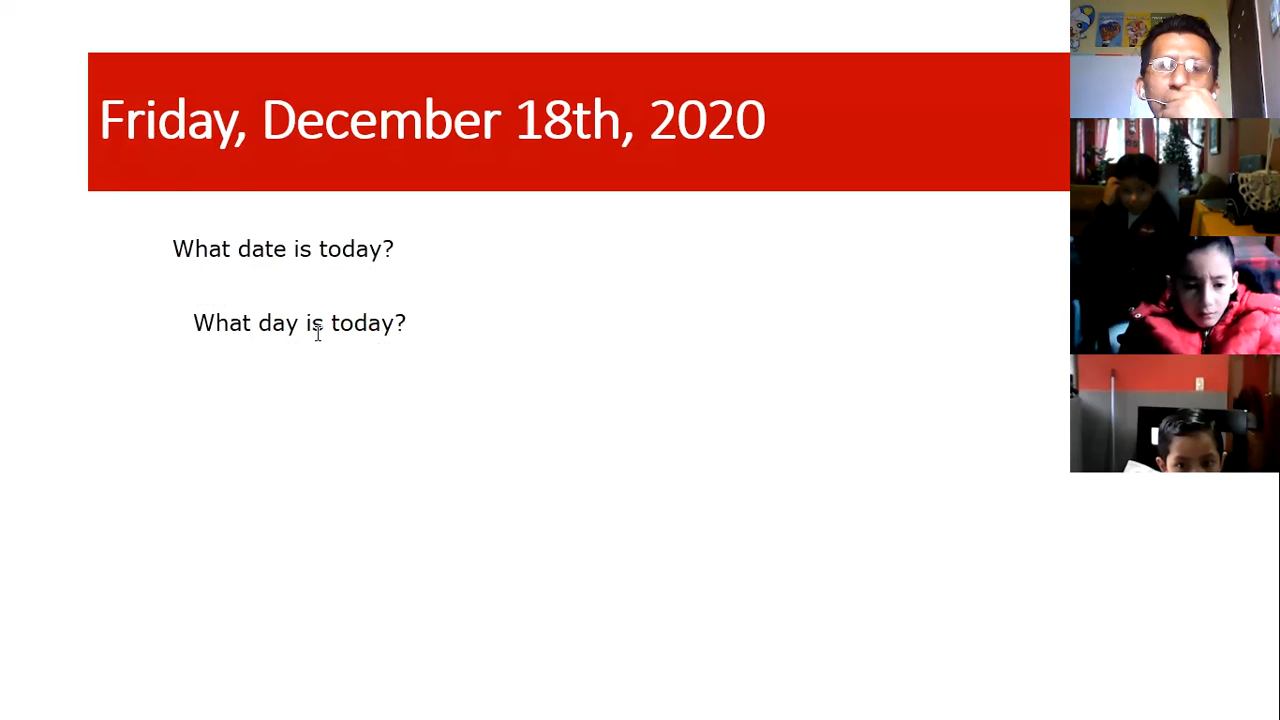 Friday, December 18th, 2020
What date is today?
What day is today?